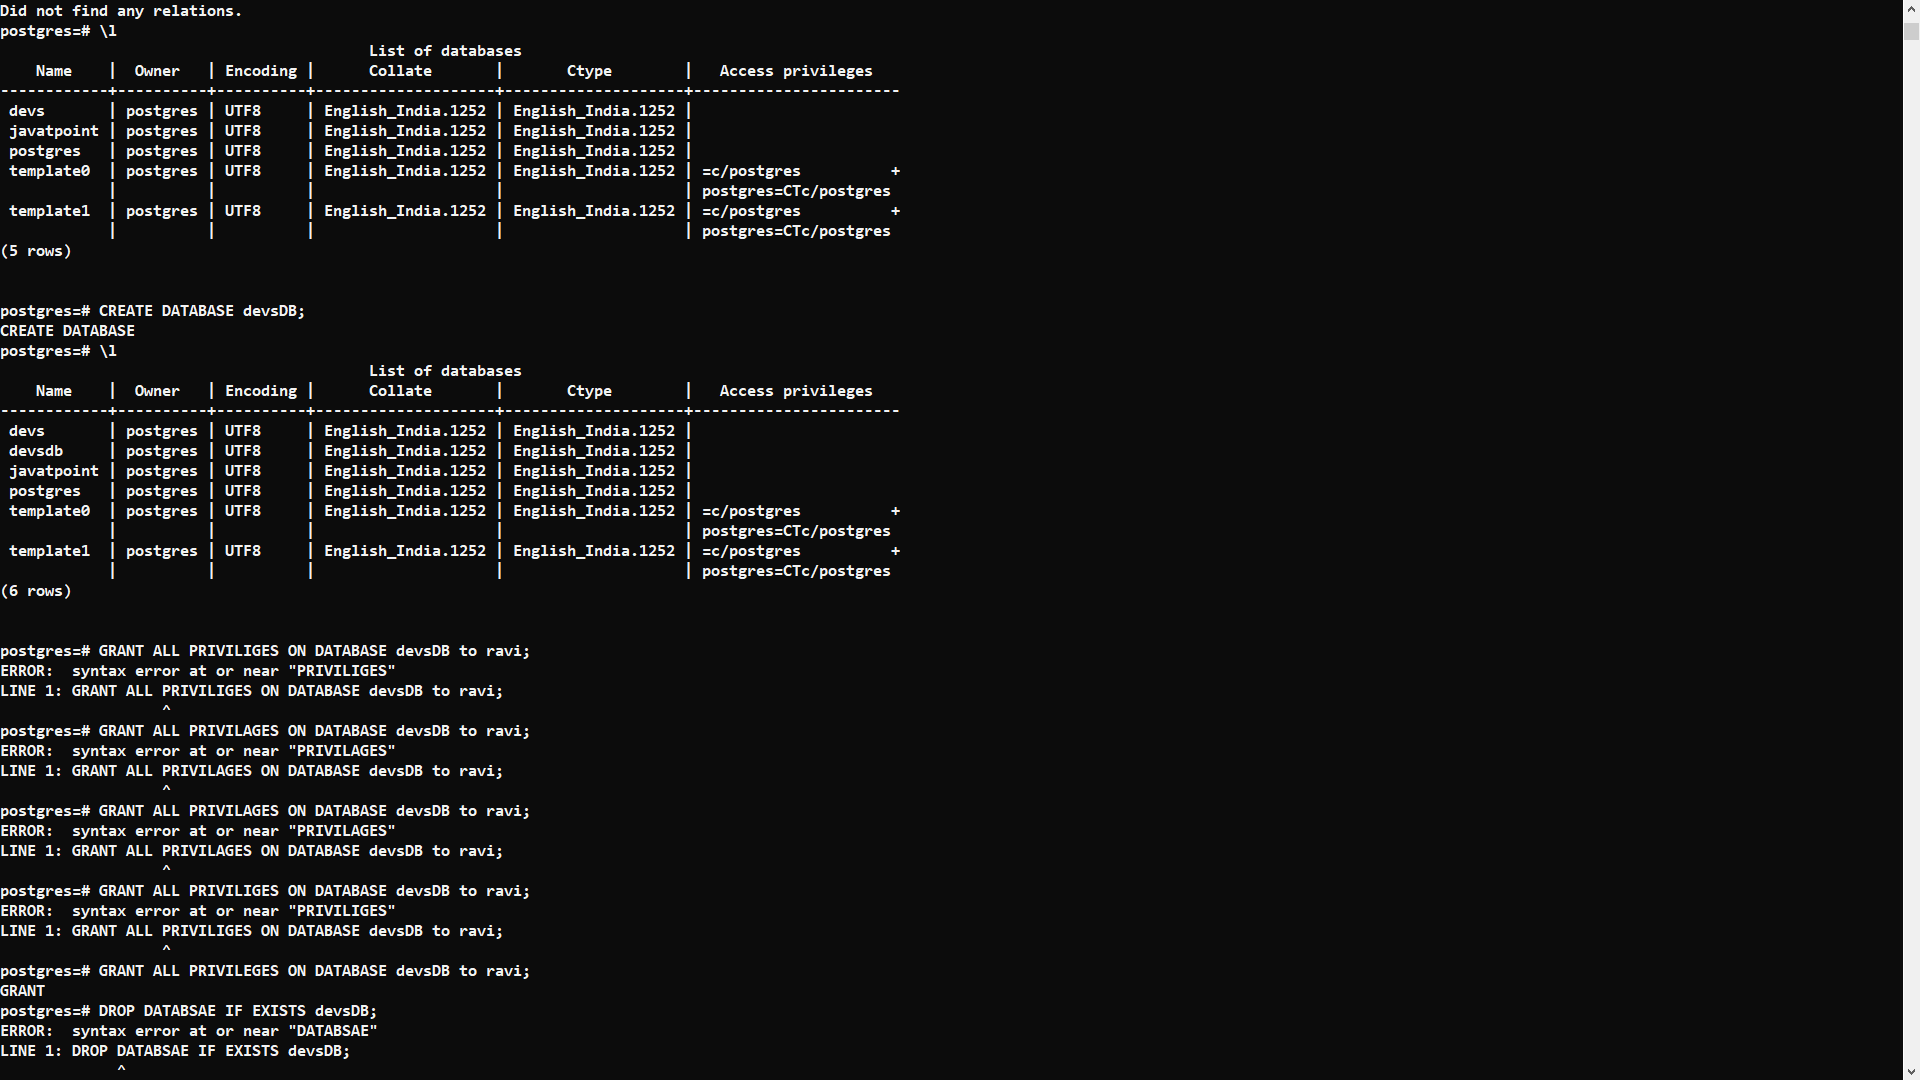 Did not find any relations.
postgres=# \l
                                         List of databases
    Name    |  Owner   | Encoding |      Collate       |       Ctype        |   Access privileges
------------+----------+----------+--------------------+--------------------+-----------------------
 devs       | postgres | UTF8     | English_India.1252 | English_India.1252 |
 javatpoint | postgres | UTF8     | English_India.1252 | English_India.1252 |
 postgres   | postgres | UTF8     | English_India.1252 | English_India.1252 |
 template0  | postgres | UTF8     | English_India.1252 | English_India.1252 | =c/postgres          +
            |          |          |                    |                    | postgres=CTc/postgres
 template1  | postgres | UTF8     | English_India.1252 | English_India.1252 | =c/postgres          +
            |          |          |                    |                    | postgres=CTc/postgres
(5 rows)


postgres=# CREATE DATABASE devsDB;
CREATE DATABASE
postgres=# \l
                                         List of databases
    Name    |  Owner   | Encoding |      Collate       |       Ctype        |   Access privileges
------------+----------+----------+--------------------+--------------------+-----------------------
 devs       | postgres | UTF8     | English_India.1252 | English_India.1252 |
 devsdb     | postgres | UTF8     | English_India.1252 | English_India.1252 |
 javatpoint | postgres | UTF8     | English_India.1252 | English_India.1252 |
 postgres   | postgres | UTF8     | English_India.1252 | English_India.1252 |
 template0  | postgres | UTF8     | English_India.1252 | English_India.1252 | =c/postgres          +
            |          |          |                    |                    | postgres=CTc/postgres
 template1  | postgres | UTF8     | English_India.1252 | English_India.1252 | =c/postgres          +
            |          |          |                    |                    | postgres=CTc/postgres
(6 rows)


postgres=# GRANT ALL PRIVILIGES ON DATABASE devsDB to ravi;
ERROR:  syntax error at or near "PRIVILIGES"
LINE 1: GRANT ALL PRIVILIGES ON DATABASE devsDB to ravi;
                  ^
postgres=# GRANT ALL PRIVILAGES ON DATABASE devsDB to ravi;
ERROR:  syntax error at or near "PRIVILAGES"
LINE 1: GRANT ALL PRIVILAGES ON DATABASE devsDB to ravi;
                  ^
postgres=# GRANT ALL PRIVILAGES ON DATABASE devsDB to ravi;
ERROR:  syntax error at or near "PRIVILAGES"
LINE 1: GRANT ALL PRIVILAGES ON DATABASE devsDB to ravi;
                  ^
postgres=# GRANT ALL PRIVILIGES ON DATABASE devsDB to ravi;
ERROR:  syntax error at or near "PRIVILIGES"
LINE 1: GRANT ALL PRIVILIGES ON DATABASE devsDB to ravi;
                  ^
postgres=# GRANT ALL PRIVILEGES ON DATABASE devsDB to ravi;
GRANT
postgres=# DROP DATABSAE IF EXISTS devsDB;
ERROR:  syntax error at or near "DATABSAE"
LINE 1: DROP DATABSAE IF EXISTS devsDB;
             ^